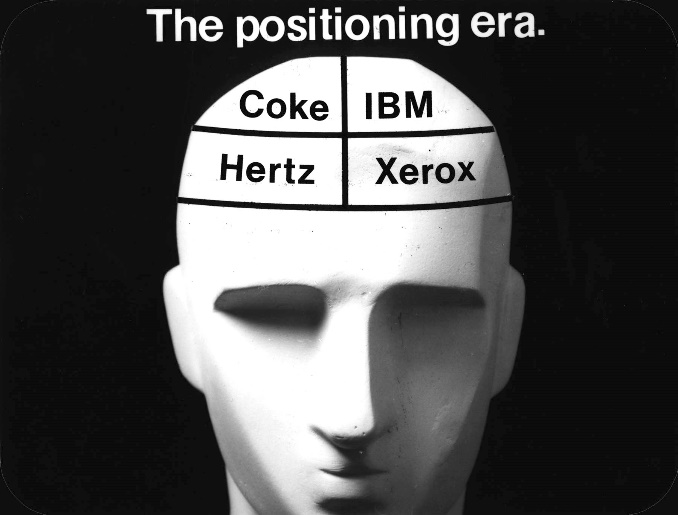 The positioning era.
Coke IBM
Hertz Xerox